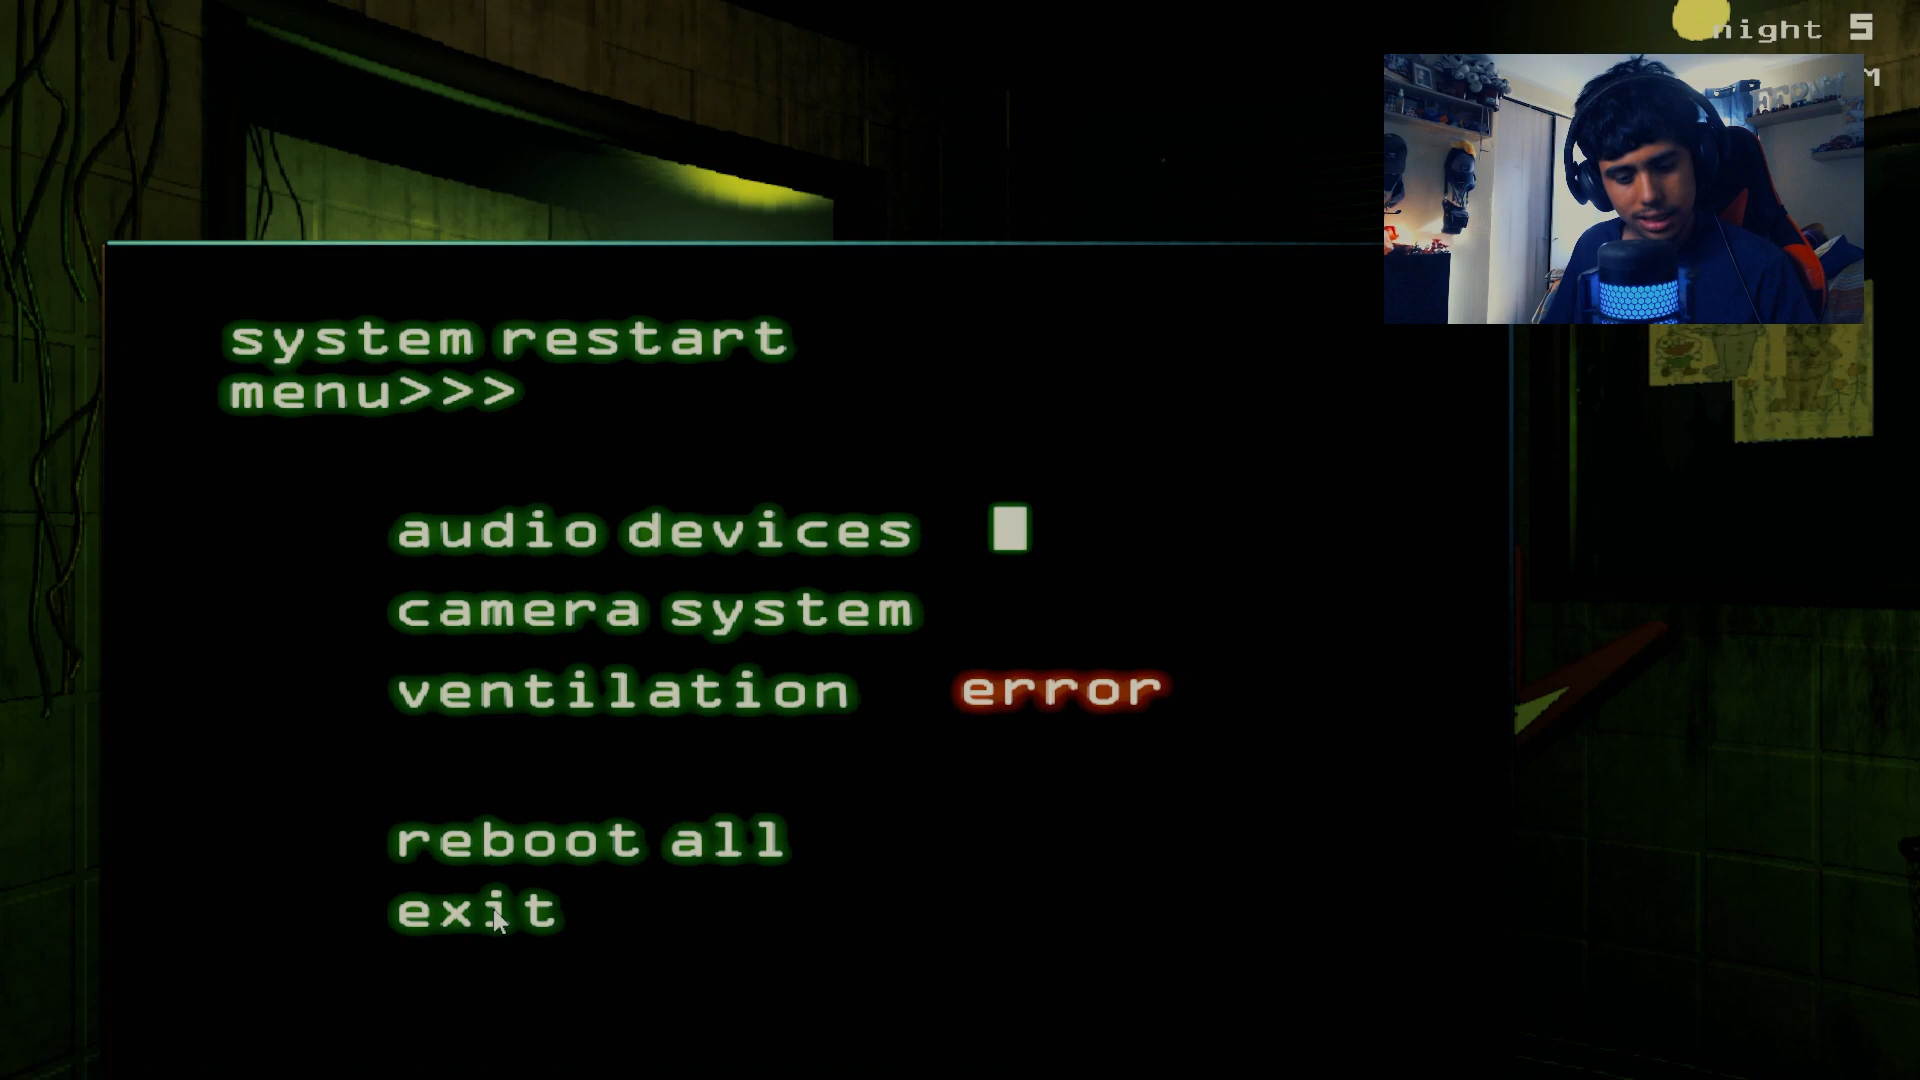 night 5
M
system restart
menu>>>
audio devices
camera system
ventilation error
reboot all
exit